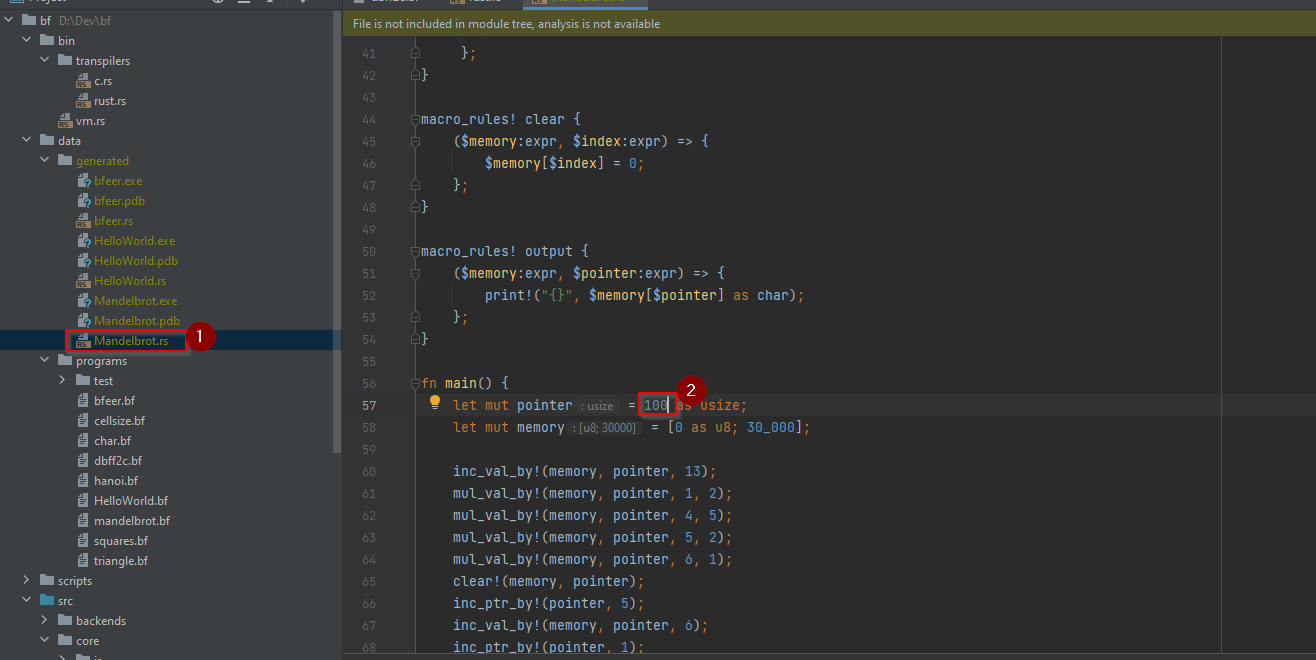 bf D:\Dev\bf
bin
transpilers
c.rs
rust.rs
vm.rs
data
generated
bfeer.exe
bfeer.pdb
bfeer.rs
HelloWorld.exe
HelloWorld.pdb
HelloWorld.rs
Mandelbrot.exe
Mandelbrot.pdb
Mandelbrot.rs
1
programs
test
bfeer.bf
cellsize.bf
char.bf
dbff2c.bf
hanoi.bf
HelloWorld.bf
mandelbrot.bf
squares.bf
triangle.bf
scripts
src
backends
core
File is not included in module tree, analysis is not available
41 };
42 }
43
44 macro_rules! clear {
45 ($memory:expr, $index:expr) => {
46 $memory[$index] = 0;
47 };
48 }
49
50 macro_rules! output {
51 ($memory:expr, $pointer:expr) => {
52 print!("{}", $memory[$pointer] as char);
53 };
54 }
55
56 fn main() {
2
57 let mut pointer : usize = 100 as usize;
58 let mut memory : [u8; 30000] = [0 as u8; 30_000];
59
60 inc_val_by!(memory, pointer, 13);
61 mul_val_by!(memory, pointer, 1, 2);
62 mul_val_by!(memory, pointer, 4, 5);
63 mul_val_by!(memory, pointer, 5, 2);
64 mul_val_by!(memory, pointer, 6, 1);
65 clear!(memory, pointer);
66 inc_ptr_by!(pointer, 5);
67 inc_val_by!(memory, pointer, 6);
68 inc_ptr_by!(pointer, 1);